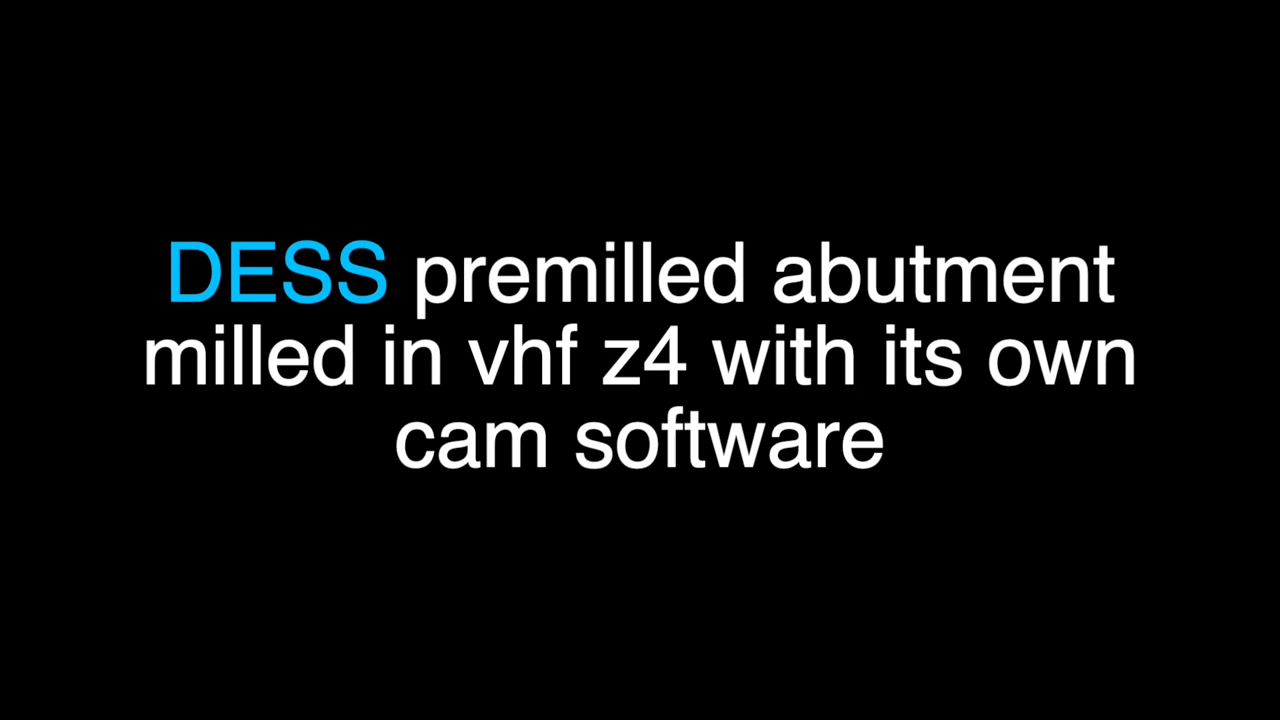 DESS premilled abutment
milled in vhf z4 with its own
cam software